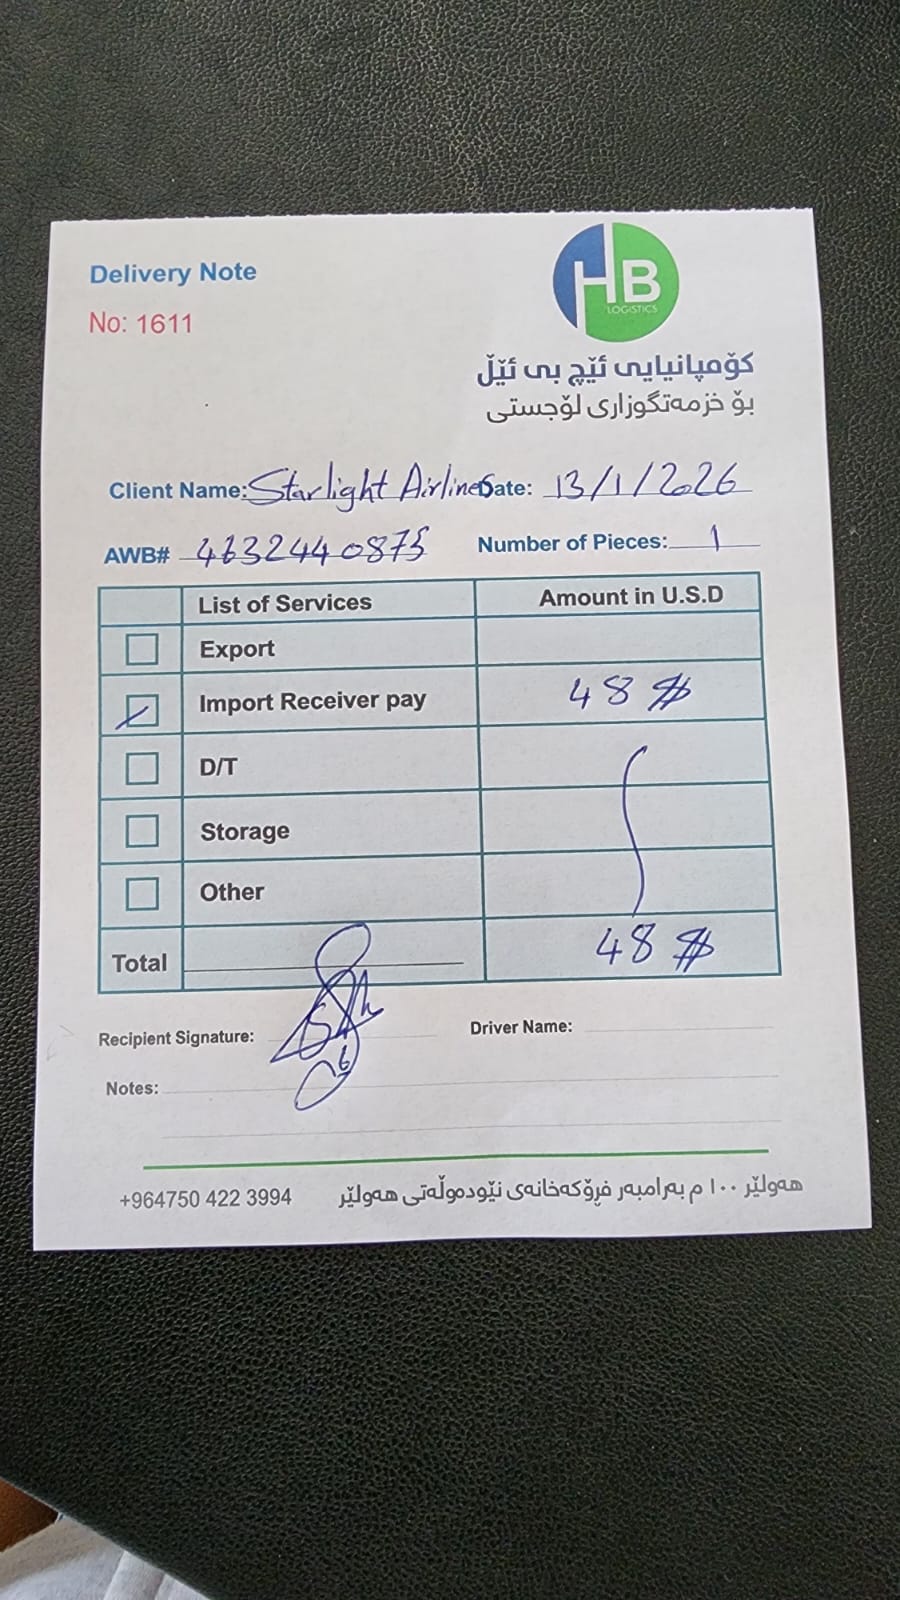 Delivery Note
No: 1611
HB
LOGISTICS
کۆمپانیایی ئێچ بی ئێڵ
بۆ خزمەتگوزاری لۆجستی
Client Name: Starlight Airlines Date: 13/1/2026
AWB# 4632440875 Number of Pieces: 1
List of Services Amount in U.S.D
Export
Import Receiver pay 48 $
D/T
Storage
Other
Total 48 $
Recipient Signature: Driver Name:
Notes:
+964750 422 3994 هەولێر ١٠٠ م بەرامبەر فڕۆکەخانەی نێودەوڵەتی هەولێر